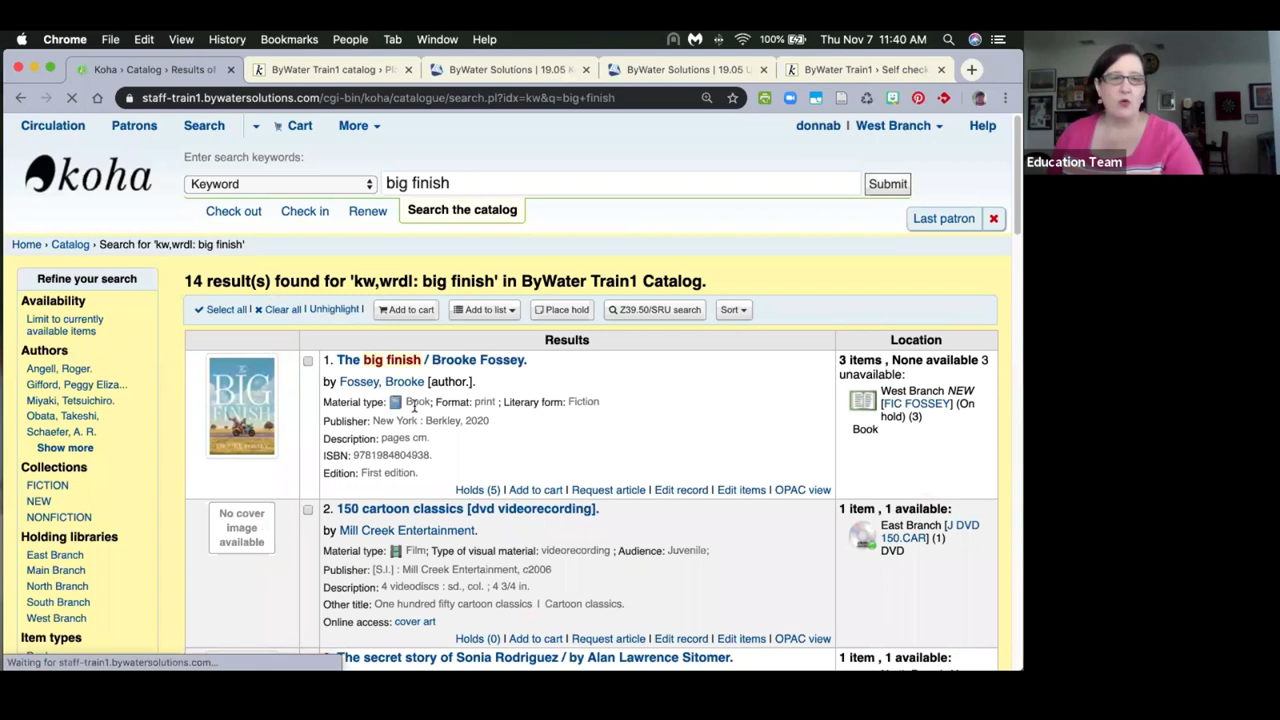 Chrome File Edit View History Bookmarks People Tab Window Help 100% Thu Nov 7 11:40 AM
Koha › Catalog › Results of × ByWater Train1 catalog › Pl × ByWater Solutions | 19.05 K × ByWater Solutions | 19.05 U × ByWater Train1 › Self check × +
staff-train1.bywatersolutions.com/cgi-bin/koha/catalogue/search.pl?idx=kw&q=big+finish
Circulation Patrons Search Cart More donnab | West Branch Help
Education Team
koha
Enter search keywords:
Keyword big finish Submit
Check out Check in Renew Search the catalog
Last patron ×
Home › Catalog › Search for 'kw,wrdl: big finish'
Refine your search
Availability
Limit to currently
available items
Authors
Angell, Roger.
Gifford, Peggy Eliza...
Miyaki, Tetsuichiro.
Obata, Takeshi,
Schaefer, A. R.
Show more
Collections
FICTION
NEW
NONFICTION
Holding libraries
East Branch
Main Branch
North Branch
South Branch
West Branch
Item types
14 result(s) found for 'kw,wrdl: big finish' in ByWater Train1 Catalog.
Select all | Clear all | Unhighlight | Add to cart Add to list Place hold Z39.50/SRU search Sort
Results Location
THE BIG FINISH
1. The big finish / Brooke Fossey.
by Fossey, Brooke [author.].
Material type: Book; Format: print ; Literary form: Fiction
Publisher: New York : Berkley, 2020
Description: pages cm.
ISBN: 9781984804938.
Edition: First edition.
Holds (5) | Add to cart | Request article | Edit record | Edit items | OPAC view
3 items , None available 3
unavailable:
West Branch NEW
[FIC FOSSEY] (On
hold) (3)
Book
No cover
image
available
2. 150 cartoon classics [dvd videorecording].
by Mill Creek Entertainment.
Material type: Film; Type of visual material: videorecording ; Audience: Juvenile;
Publisher: [S.l.] : Mill Creek Entertainment, c2006
Description: 4 videodiscs : sd., col. ; 4 3/4 in.
Other title: One hundred fifty cartoon classics | Cartoon classics.
Online access: cover art
Holds (0) | Add to cart | Request article | Edit record | Edit items | OPAC view
1 item , 1 available:
East Branch [J DVD
150.CAR] (1)
DVD
The secret story of Sonia Rodriguez / by Alan Lawrence Sitomer.
1 item , 1 available:
Waiting for staff-train1.bywatersolutions.com...